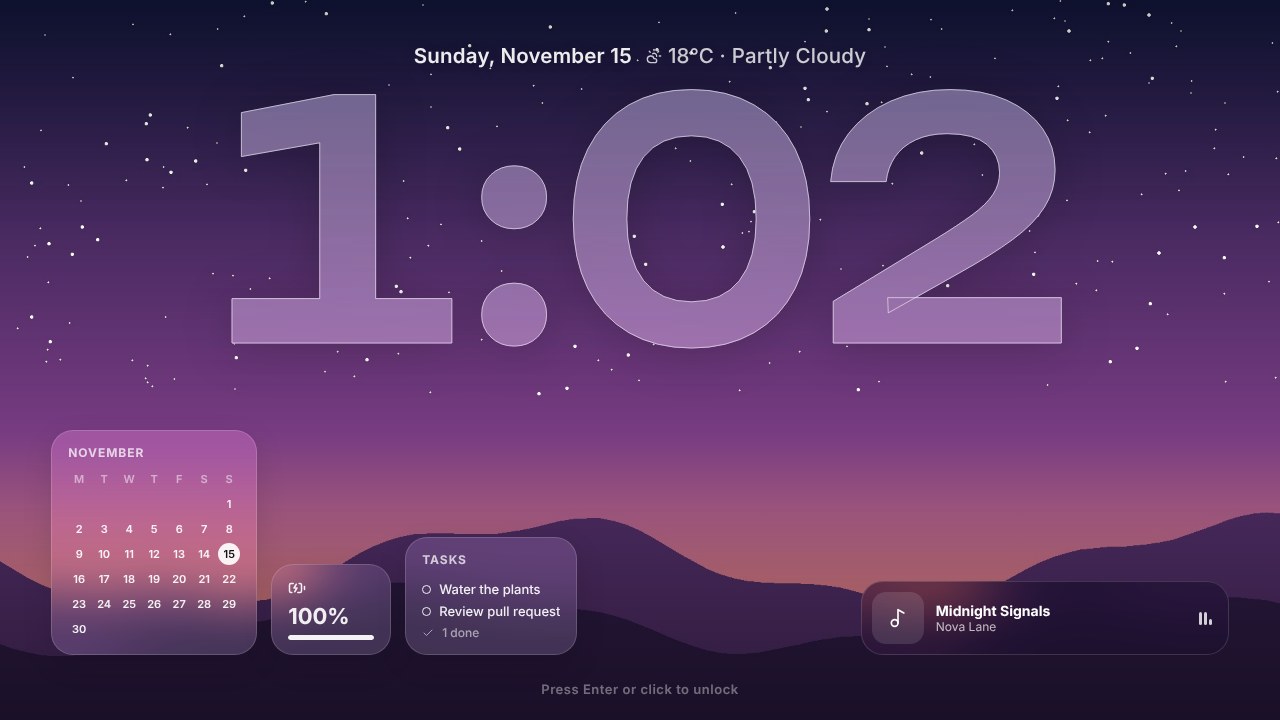 Sunday, November 15 · 18°C · Partly Cloudy
1:02
NOVEMBER
M T W T F S S
1
2 3 4 5 6 7 8
9 10 11 12 13 14 15
16 17 18 19 20 21 22
23 24 25 26 27 28 29
30
100%
TASKS
Water the plants
Review pull request
1 done
Midnight Signals
Nova Lane
Press Enter or click to unlock